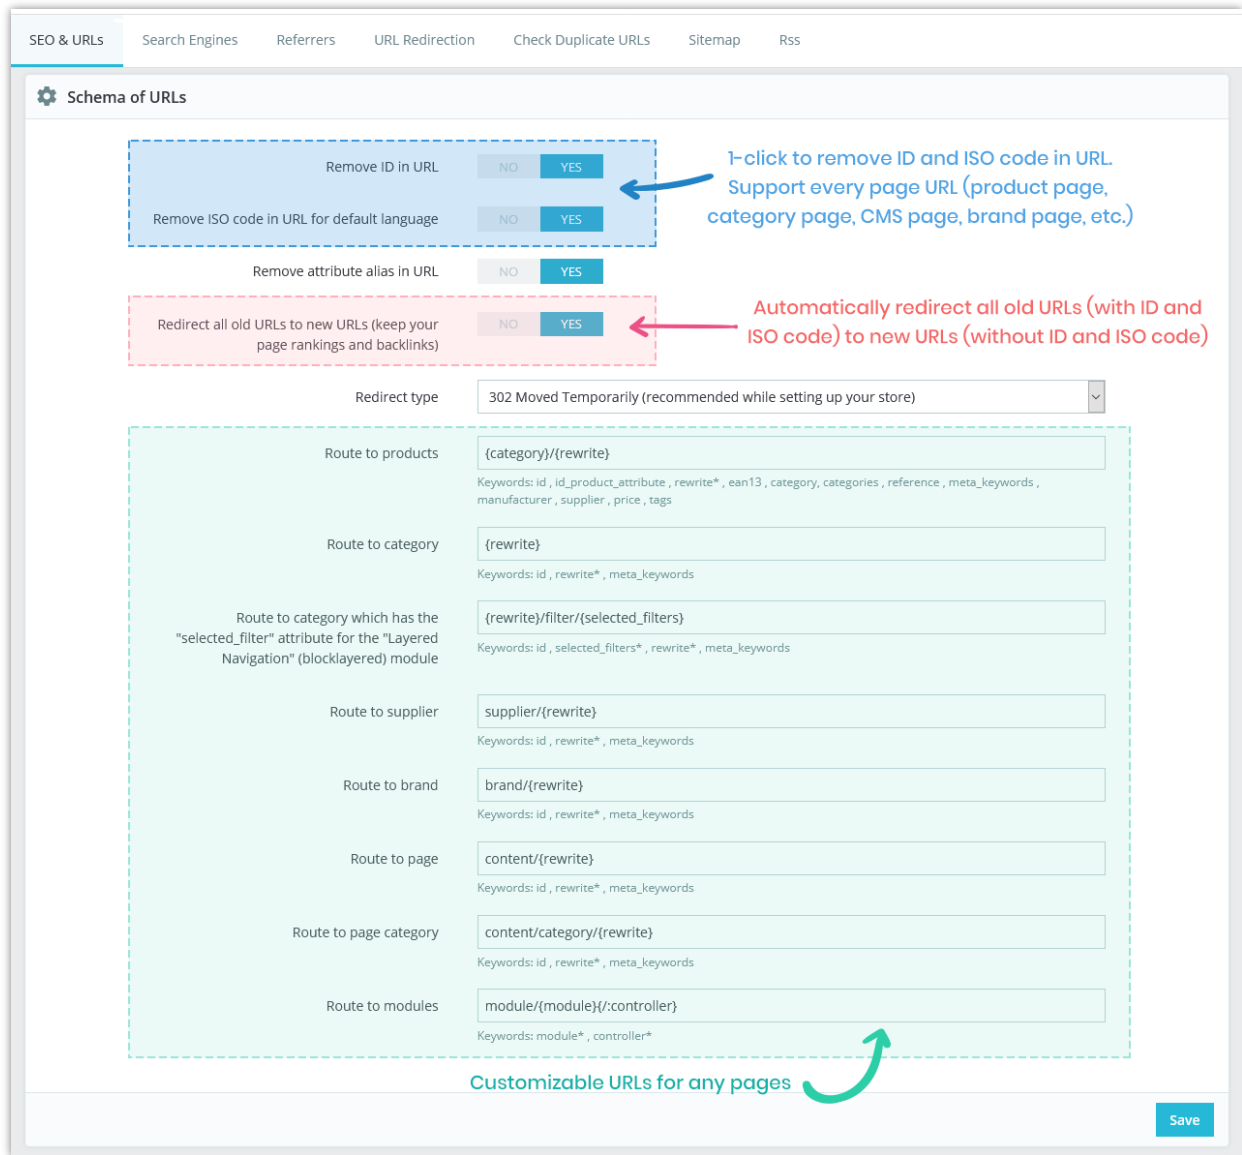 SEO & URLs Search Engines Referrers URL Redirection Check Duplicate URLs Sitemap Rss
Schema of URLs
Remove ID in URL NO YES
Remove ISO code in URL for default language NO YES
1-click to remove ID and ISO code in URL.
Support every page URL (product page,
category page, CMS page, brand page, etc.)
Remove attribute alias in URL NO YES
Redirect all old URLs to new URLs (keep your
page rankings and backlinks)
NO YES
Automatically redirect all old URLs (with ID and
ISO code) to new URLs (without ID and ISO code)
Redirect type 302 Moved Temporarily (recommended while setting up your store)
Route to products {category}/{rewrite}
Keywords: id , id_product_attribute , rewrite* , ean13 , category, categories , reference , meta_keywords ,
manufacturer , supplier , price , tags
Route to category {rewrite}
Keywords: id , rewrite* , meta_keywords
Route to category which has the
"selected_filter" attribute for the "Layered
Navigation" (blocklayered) module
{rewrite}/filter/{selected_filters}
Keywords: id , selected_filters* , rewrite* , meta_keywords
Route to supplier supplier/{rewrite}
Keywords: id , rewrite* , meta_keywords
Route to brand brand/{rewrite}
Keywords: id , rewrite* , meta_keywords
Route to page content/{rewrite}
Keywords: id , rewrite* , meta_keywords
Route to page category content/category/{rewrite}
Keywords: id , rewrite* , meta_keywords
Route to modules module/{module}{/:controller}
Keywords: module* , controller*
Customizable URLs for any pages
Save